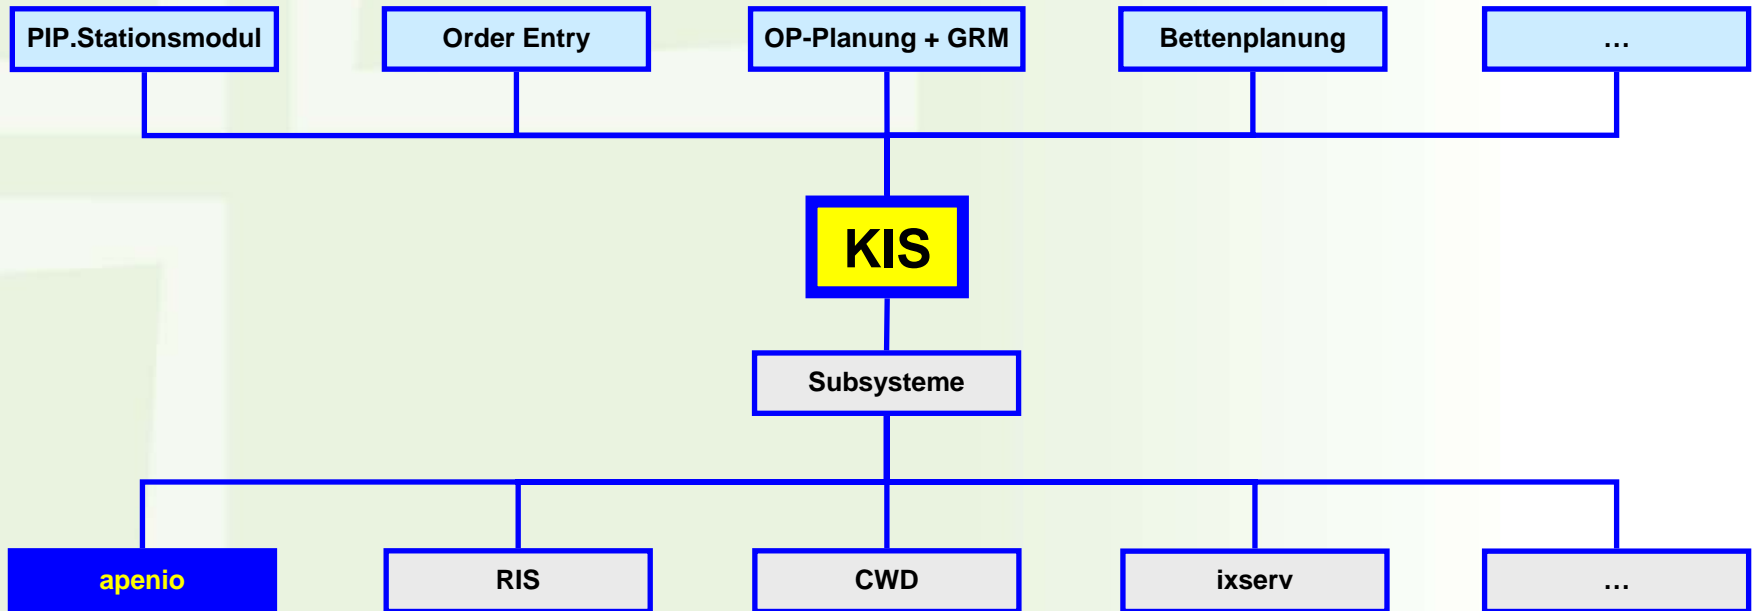 PIP.Stationsmodul
Order Entry
OP-Planung + GRM
Bettenplanung
…
KIS
Subsysteme
apenio
RIS
CWD
ixserv
…